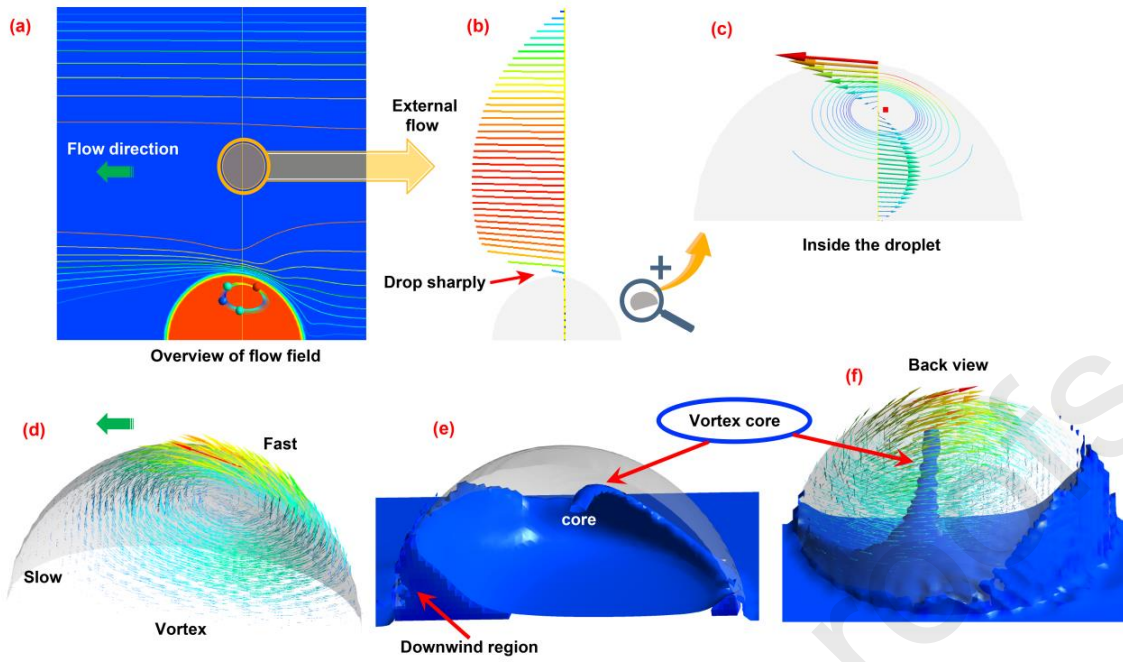 (a)
Flow direction
Overview of flow field
(b)
External
flow
Drop sharply
(c)
Inside the droplet
(d)
Fast
Slow
Vortex
(e)
Vortex core
core
Downwind region
Back view
(f)